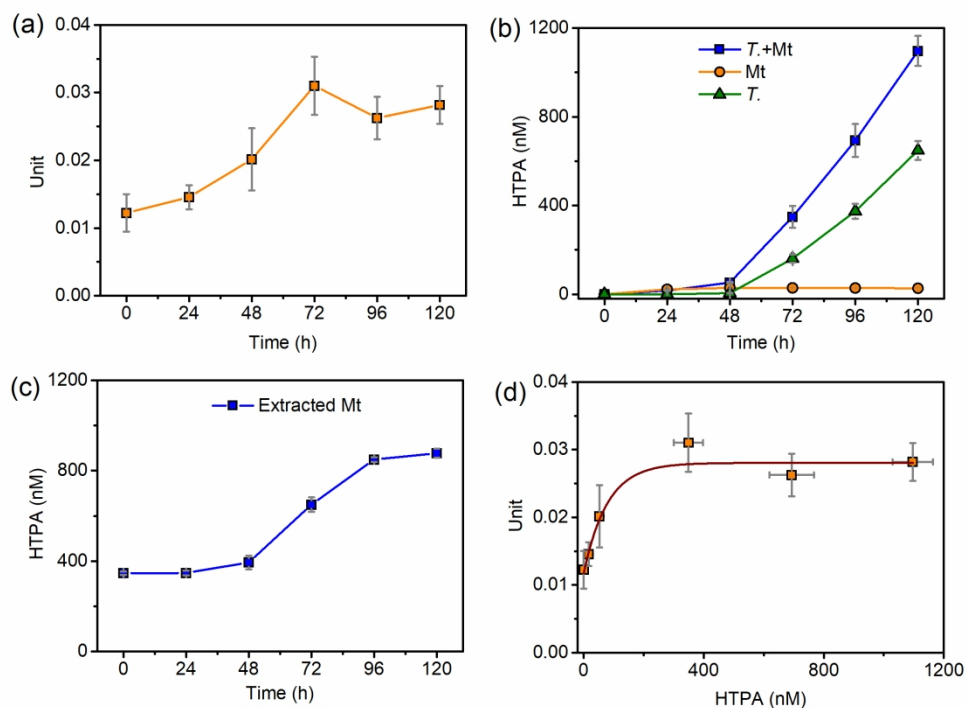 (a)
0.04
0.03
0.02
0.01
0.00
Unit
0 24 48 72 96 120
Time (h)
(b)
1200
800
400
0
HTPA (nM)
T.+Mt
Mt
T.
0 24 48 72 96 120
Time (h)
(c)
1200
800
400
0
HTPA (nM)
Extracted Mt
0 24 48 72 96 120
Time (h)
(d)
0.04
0.03
0.02
0.01
0.00
Unit
0 400 800 1200
HTPA (nM)